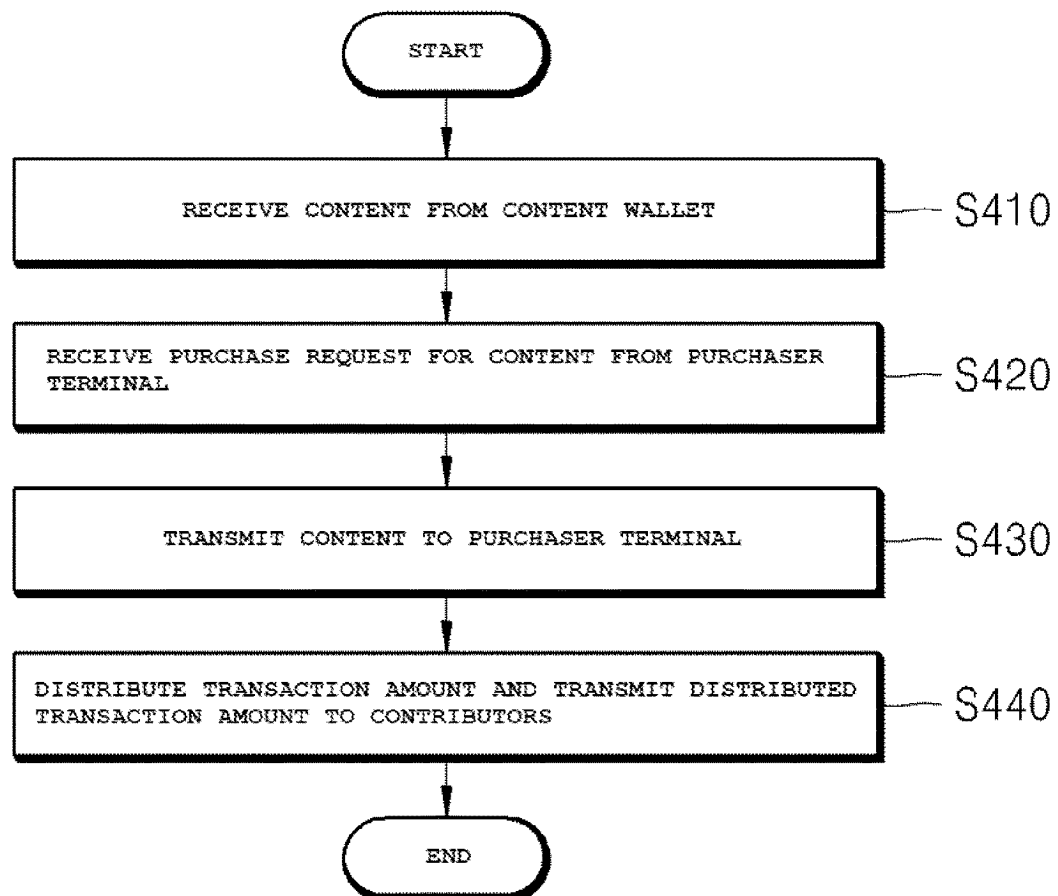 START
RECEIVE CONTENT FROM CONTENT WALLET
S410
RECEIVE PURCHASE REQUEST FOR CONTENT FROM PURCHASER
TERMINAL
S420
TRANSMIT CONTENT TO PURCHASER TERMINAL
S430
DISTRIBUTE TRANSACTION AMOUNT AND TRANSMIT DISTRIBUTED
TRANSACTION AMOUNT TO CONTRIBUTORS
S440
END